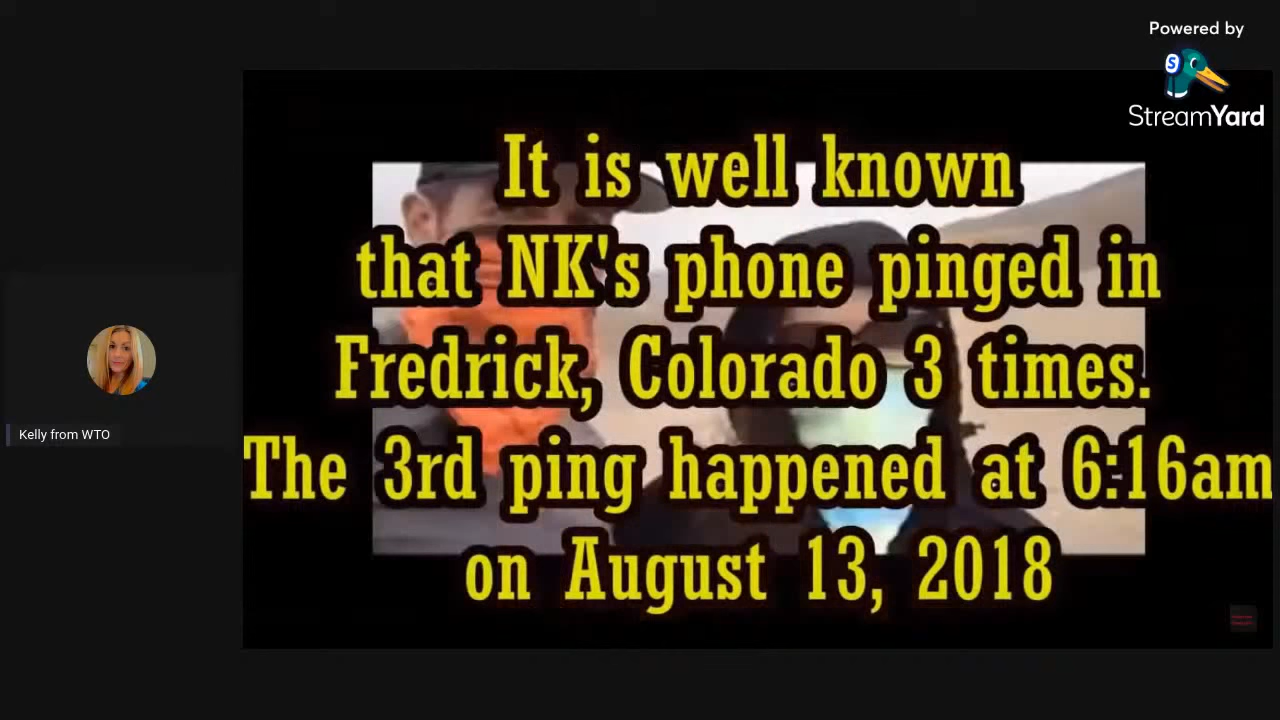 Powered by
StreamYard
It is well known
that NK's phone pinged in
Fredrick, Colorado 3 times.
The 3rd ping happened at 6:16am
on August 13, 2018
Kelly from WTO